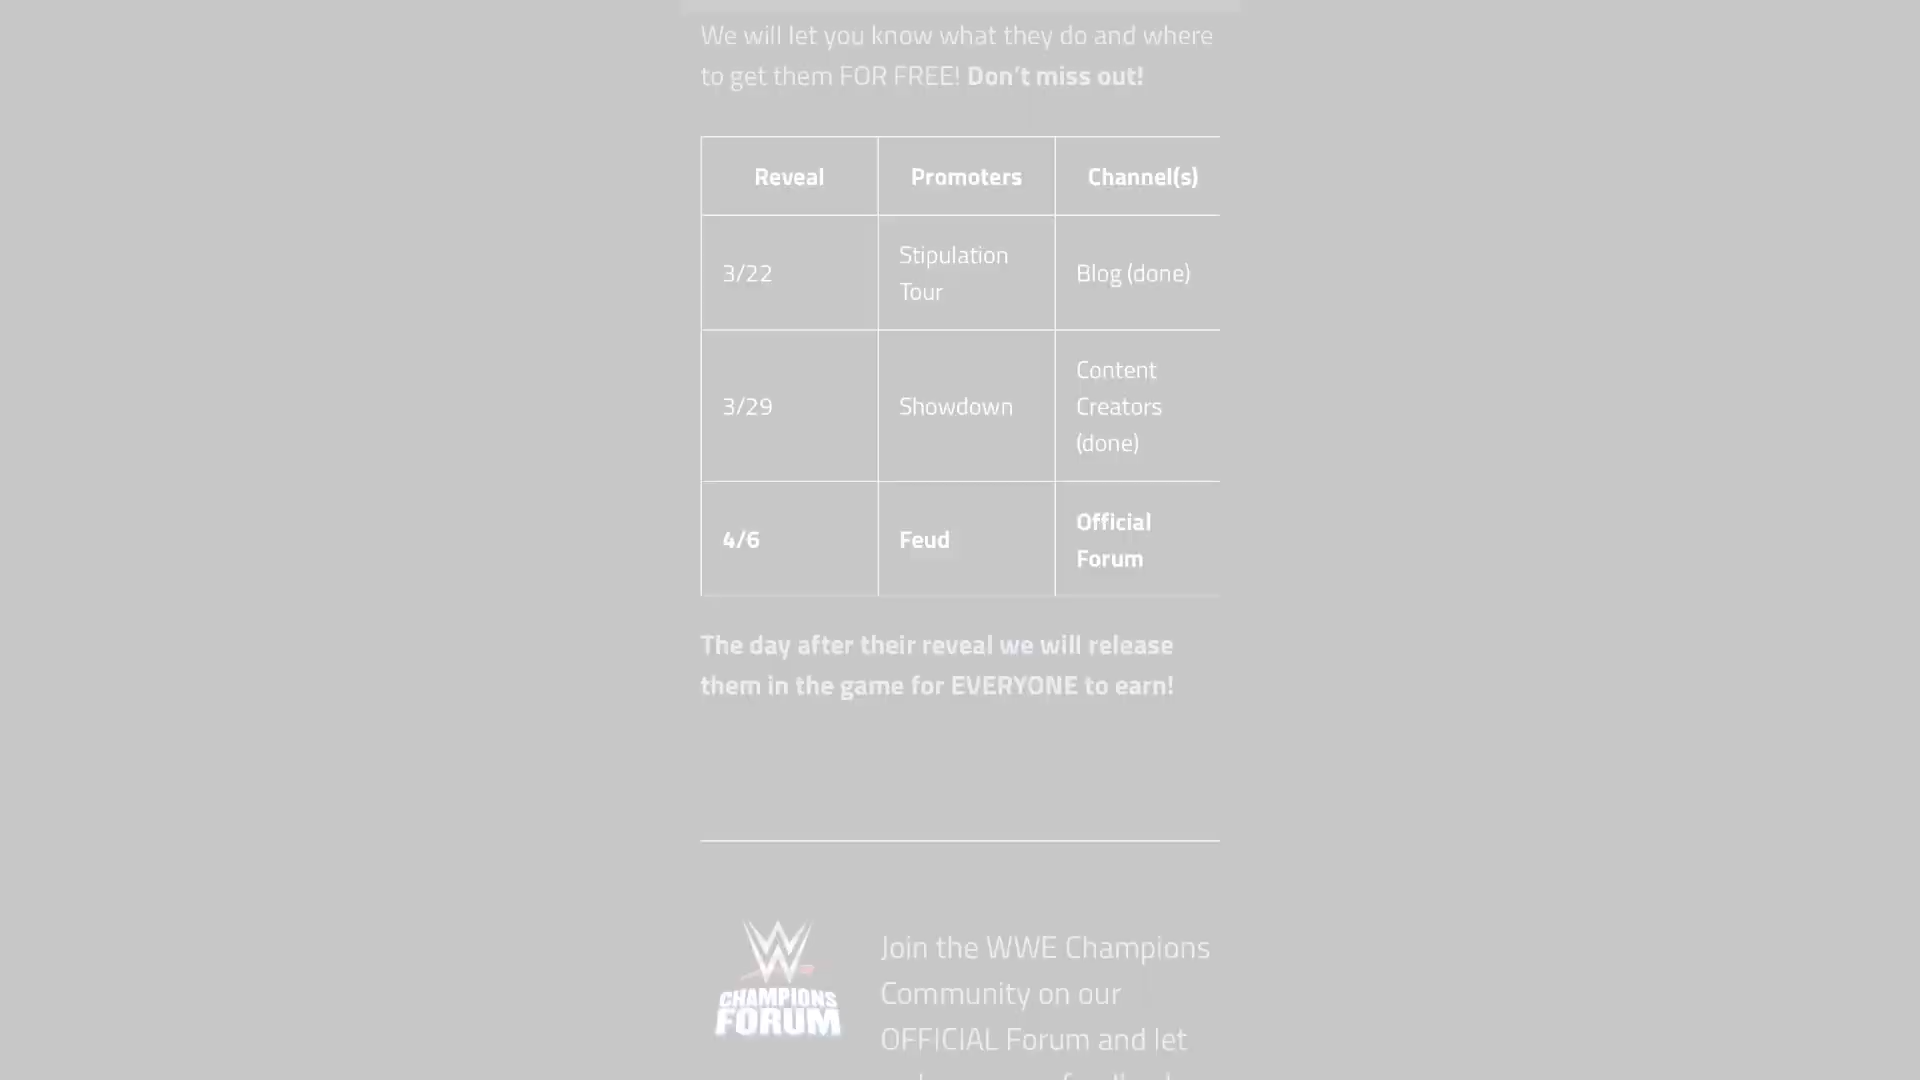 We will let you know what they do and where
to get them FOR FREE! Don't miss out!
Reveal Promoters Channel(s)
3/22 Stipulation Tour Blog (done)
3/29 Showdown Content Creators (done)
4/6 Feud Official Forum
The day after their reveal we will release
them in the game for EVERYONE to earn!
W
CHAMPIONS
FORUM
Join the WWE Champions
Community on our
OFFICIAL Forum and let